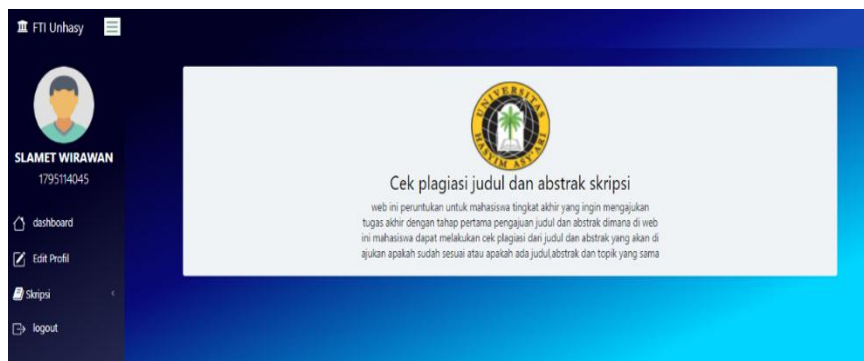 FTI Unhasy
SLAMET WIRAWAN
1795114045
dashboard
Edit Profil
Skripsi
logout
UNIVERSITAS
HASYIM ASY'ARI
Cek plagiasi judul dan abstrak skripsi
web ini peruntukan untuk mahasiswa tingkat akhir yang ingin mengajukan
tugas akhir dengan tahap pertama pengajuan judul dan abstrak dimana di web
ini mahasiswa dapat melakukan cek plagiasi dari judul dan abstrak yang akan di
ajukan apakah sudah sesuai atau apakah ada judul,abstrak dan topik yang sama